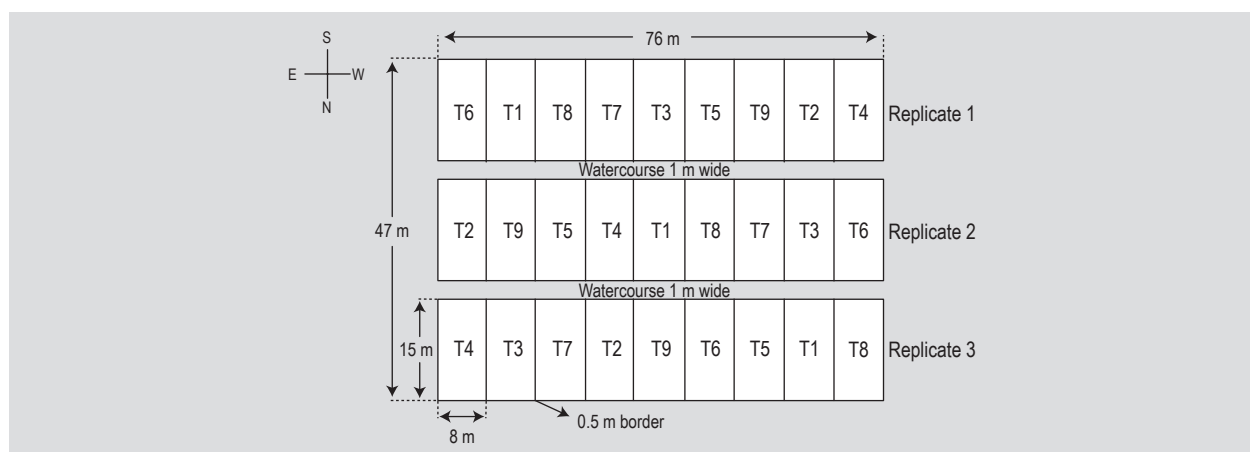 S
76 m
E W
N
T6 T1 T8 T7 T3 T5 T9 T2 T4 Replicate 1
Watercourse 1 m wide
47 m
T2 T9 T5 T4 T1 T8 T7 T3 T6 Replicate 2
Watercourse 1 m wide
15 m
T4 T3 T7 T2 T9 T6 T5 T1 T8 Replicate 3
0.5 m border
8 m